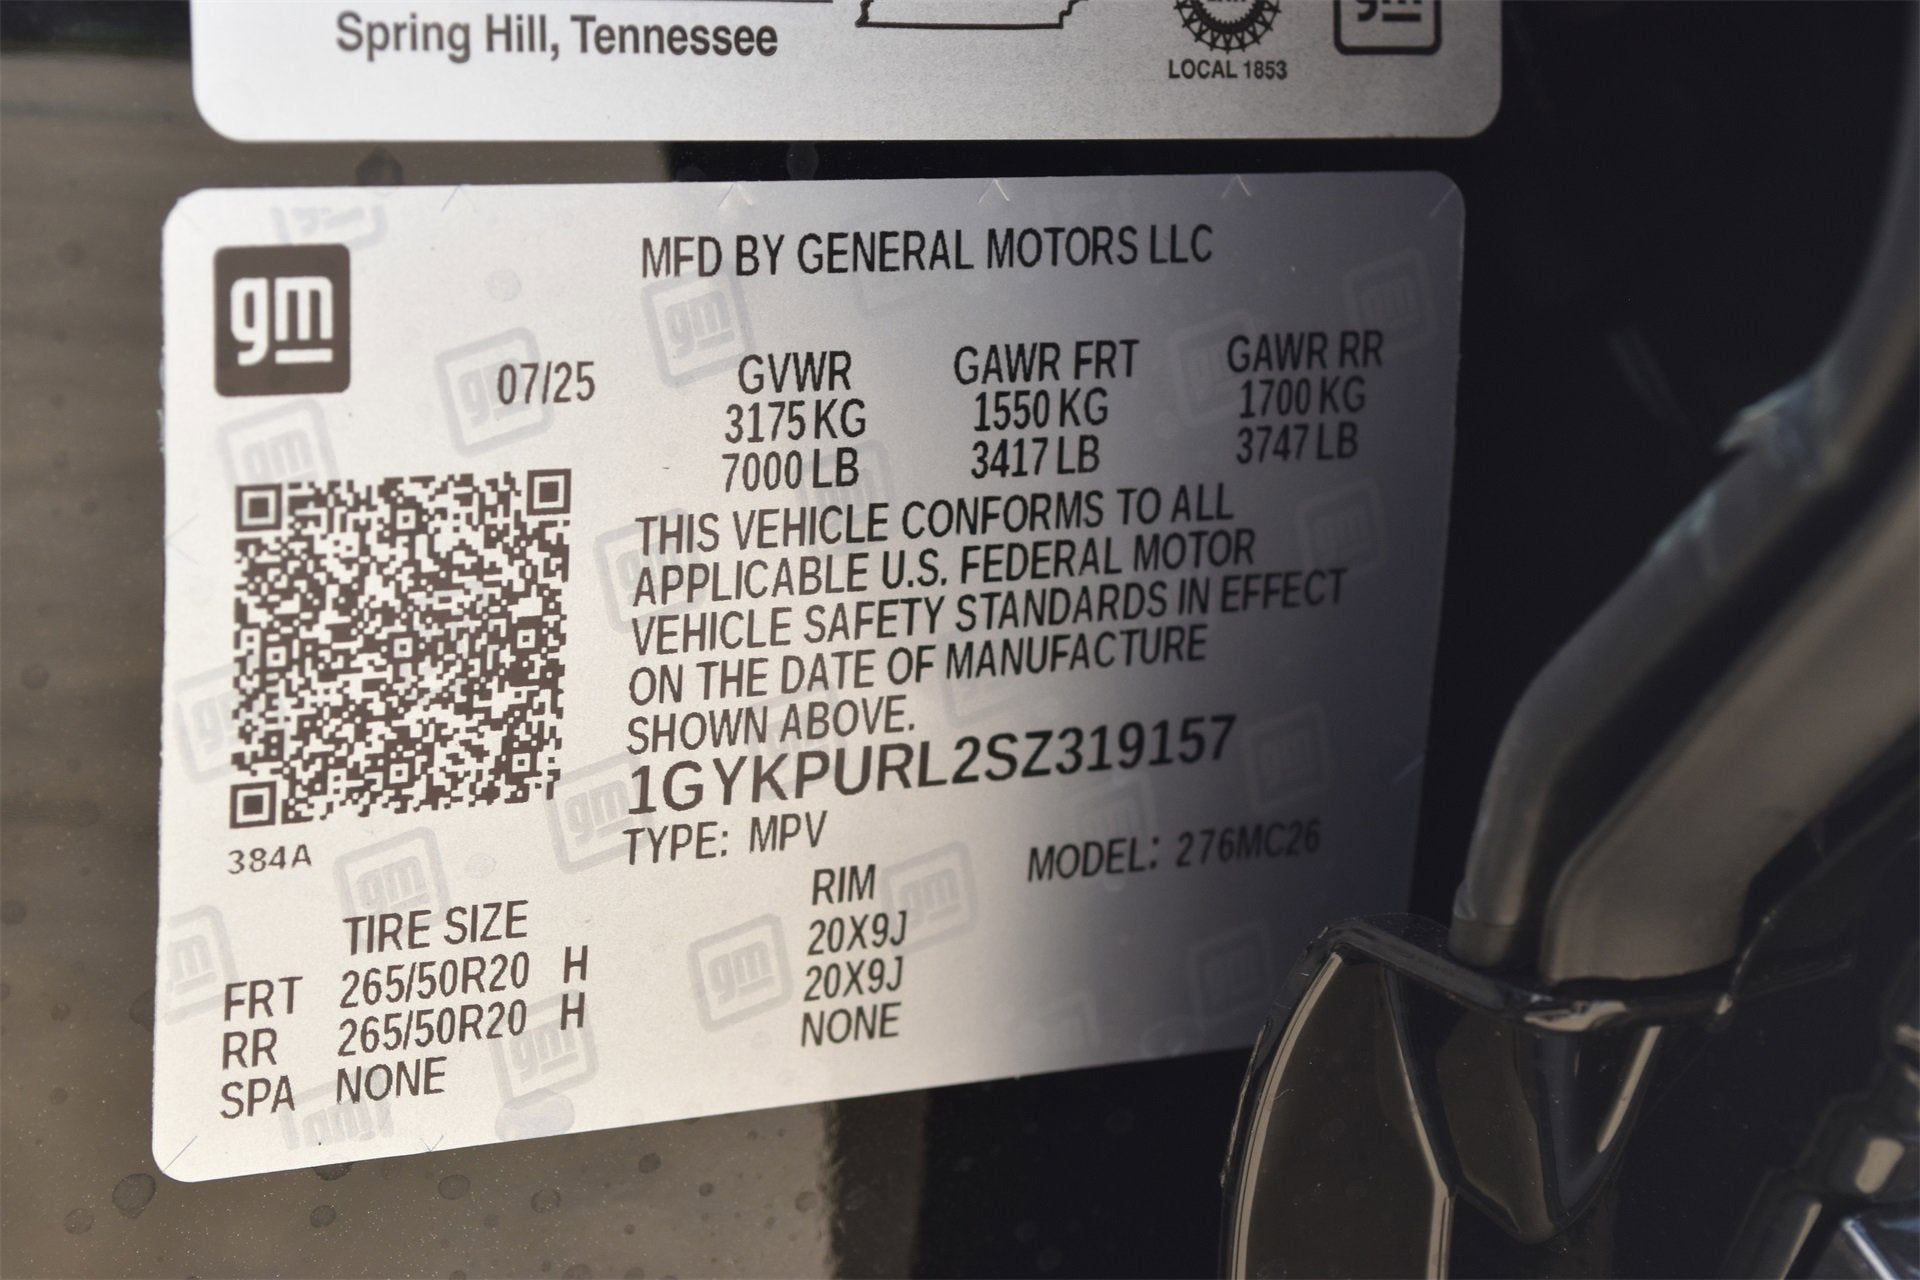 Spring Hill, Tennessee
LOCAL 1853
gm
MFD BY GENERAL MOTORS LLC
gm
07/25
GVWR GAWR FRT GAWR RR
3175 KG 1550 KG 1700 KG
7000 LB 3417 LB 3747 LB
THIS VEHICLE CONFORMS TO ALL
APPLICABLE U.S. FEDERAL MOTOR
VEHICLE SAFETY STANDARDS IN EFFECT
ON THE DATE OF MANUFACTURE
SHOWN ABOVE.
1GYKPURL2SZ319157
TYPE: MPV MODEL: 276MC26
384A
TIRE SIZE RIM
FRT 265/50R20 H 20X9J
RR 265/50R20 H 20X9J
SPA NONE NONE